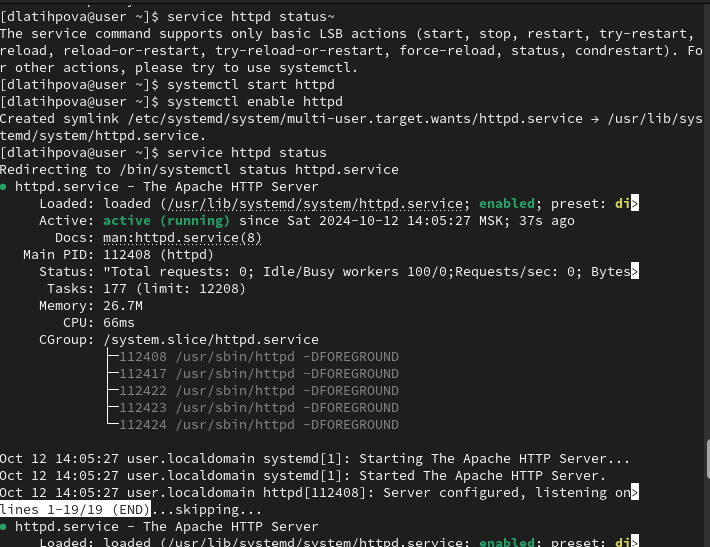 [dlatihpova@user ~]$ service httpd status~
The service command supports only basic LSB actions (start, stop, restart, try-restart,
reload, reload-or-restart, try-reload-or-restart, force-reload, status, condrestart). Fo
r other actions, please try to use systemctl.
[dlatihpova@user ~]$ systemctl start httpd
[dlatihpova@user ~]$ systemctl enable httpd
Created symlink /etc/systemd/system/multi-user.target.wants/httpd.service → /usr/lib/sys
temd/system/httpd.service.
[dlatihpova@user ~]$ service httpd status
Redirecting to /bin/systemctl status httpd.service
● httpd.service - The Apache HTTP Server
     Loaded: loaded (/usr/lib/systemd/system/httpd.service; enabled; preset: di>
     Active: active (running) since Sat 2024-10-12 14:05:27 MSK; 37s ago
       Docs: man:httpd.service(8)
   Main PID: 112408 (httpd)
     Status: "Total requests: 0; Idle/Busy workers 100/0;Requests/sec: 0; Bytes>
      Tasks: 177 (limit: 12208)
     Memory: 26.7M
        CPU: 66ms
     CGroup: /system.slice/httpd.service
             ├─112408 /usr/sbin/httpd -DFOREGROUND
             ├─112417 /usr/sbin/httpd -DFOREGROUND
             ├─112422 /usr/sbin/httpd -DFOREGROUND
             ├─112423 /usr/sbin/httpd -DFOREGROUND
             └─112424 /usr/sbin/httpd -DFOREGROUND
Oct 12 14:05:27 user.localdomain systemd[1]: Starting The Apache HTTP Server...
Oct 12 14:05:27 user.localdomain systemd[1]: Started The Apache HTTP Server.
Oct 12 14:05:27 user.localdomain httpd[112408]: Server configured, listening on>
lines 1-19/19 (END)...skipping...
● httpd.service - The Apache HTTP Server
     Loaded: loaded (/usr/lib/systemd/system/httpd.service; enabled; preset: di>